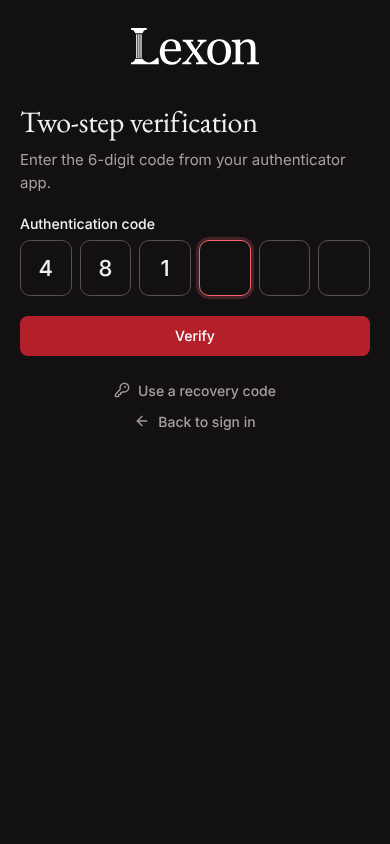 Lexon
Two-step verification
Enter the 6-digit code from your authenticator
app.
Authentication code
4 8 1
Verify
Use a recovery code
Back to sign in